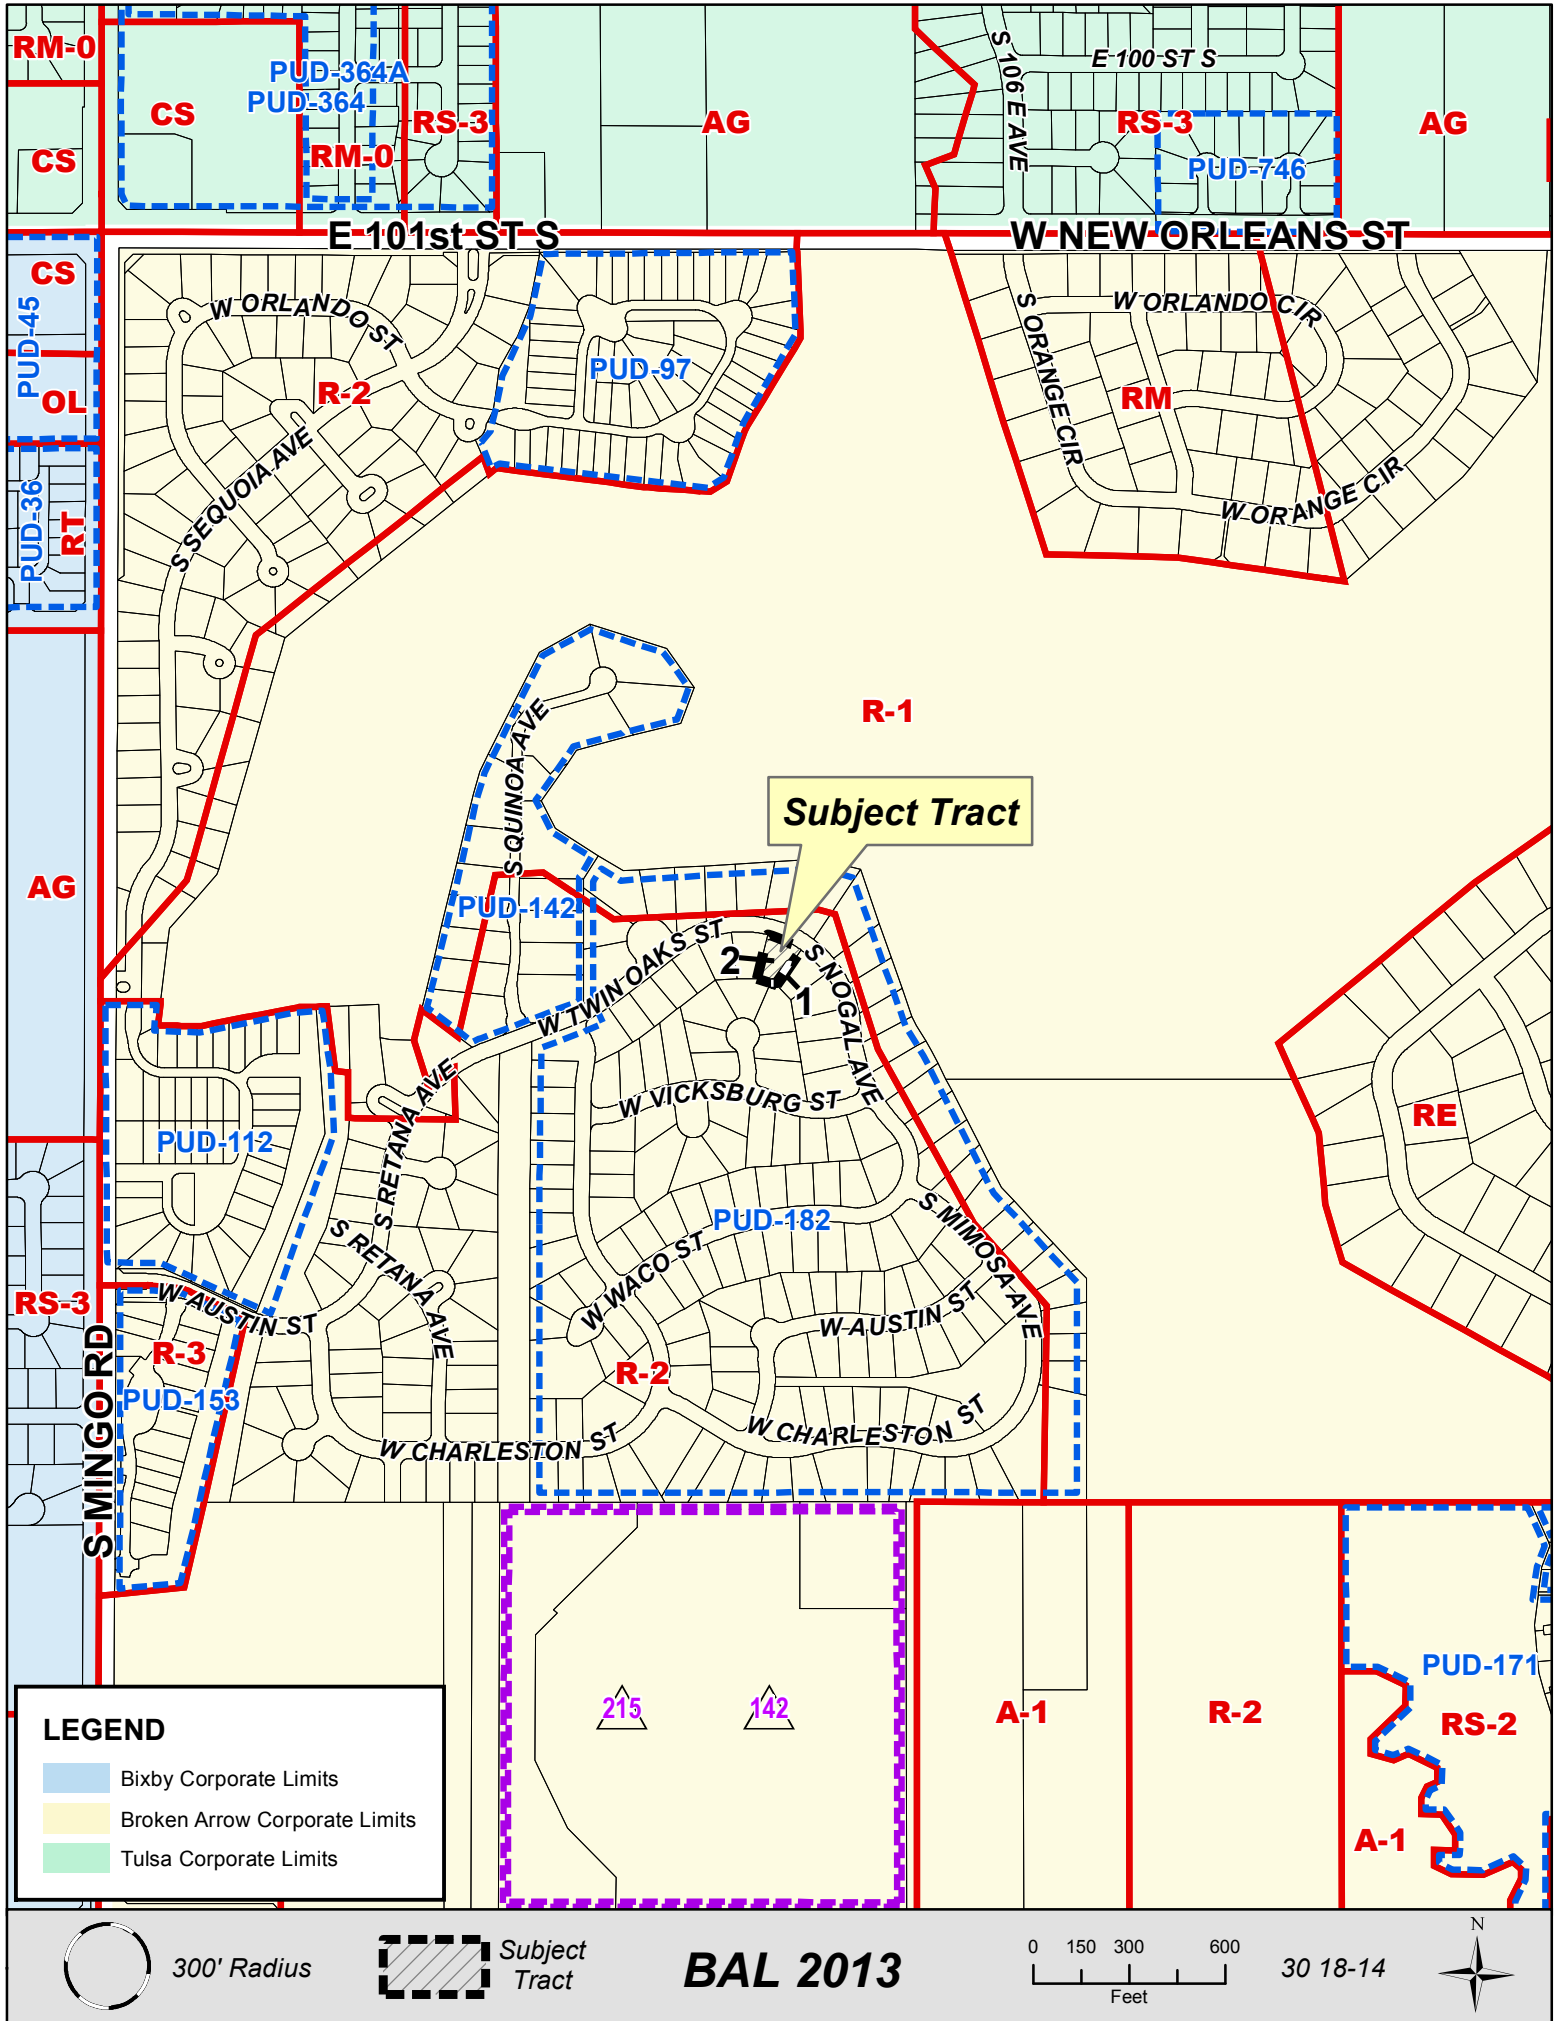 RM-0
CS
CS
PUD-364A
PUD-364
RM-0
RS-3
AG
S 106 E AVE
E 100 ST S
RS-3
PUD-746
AG
E 101st ST S
W NEW ORLEANS ST
CS
PUD-45
OL
PUD-36
RT
W ORLANDO ST
R-2
S SEQUOIA AVE
PUD-97
S ORANGE CIR
W ORLANDO CIR
RM
W ORANGE CIR
S QUINOA AVE
R-1
Subject Tract
AG
PUD-142
W TWIN OAKS ST
2
1
S NOGAL AVE
W VICKSBURG ST
S RETANA AVE
PUD-112
RE
PUD-182
S MIMOSA AVE
S RETANA AVE
W WACO ST
RS-3
W AUSTIN ST
W AUSTIN ST
R-3
R-2
PUD-153
S MINGO RD
W CHARLESTON ST
W CHARLESTON ST
215
142
A-1
R-2
PUD-171
RS-2
A-1
LEGEND
Bixby Corporate Limits
Broken Arrow Corporate Limits
Tulsa Corporate Limits
300' Radius
Subject
Tract
BAL 2013
0 150 300 600
Feet
30 18-14
N